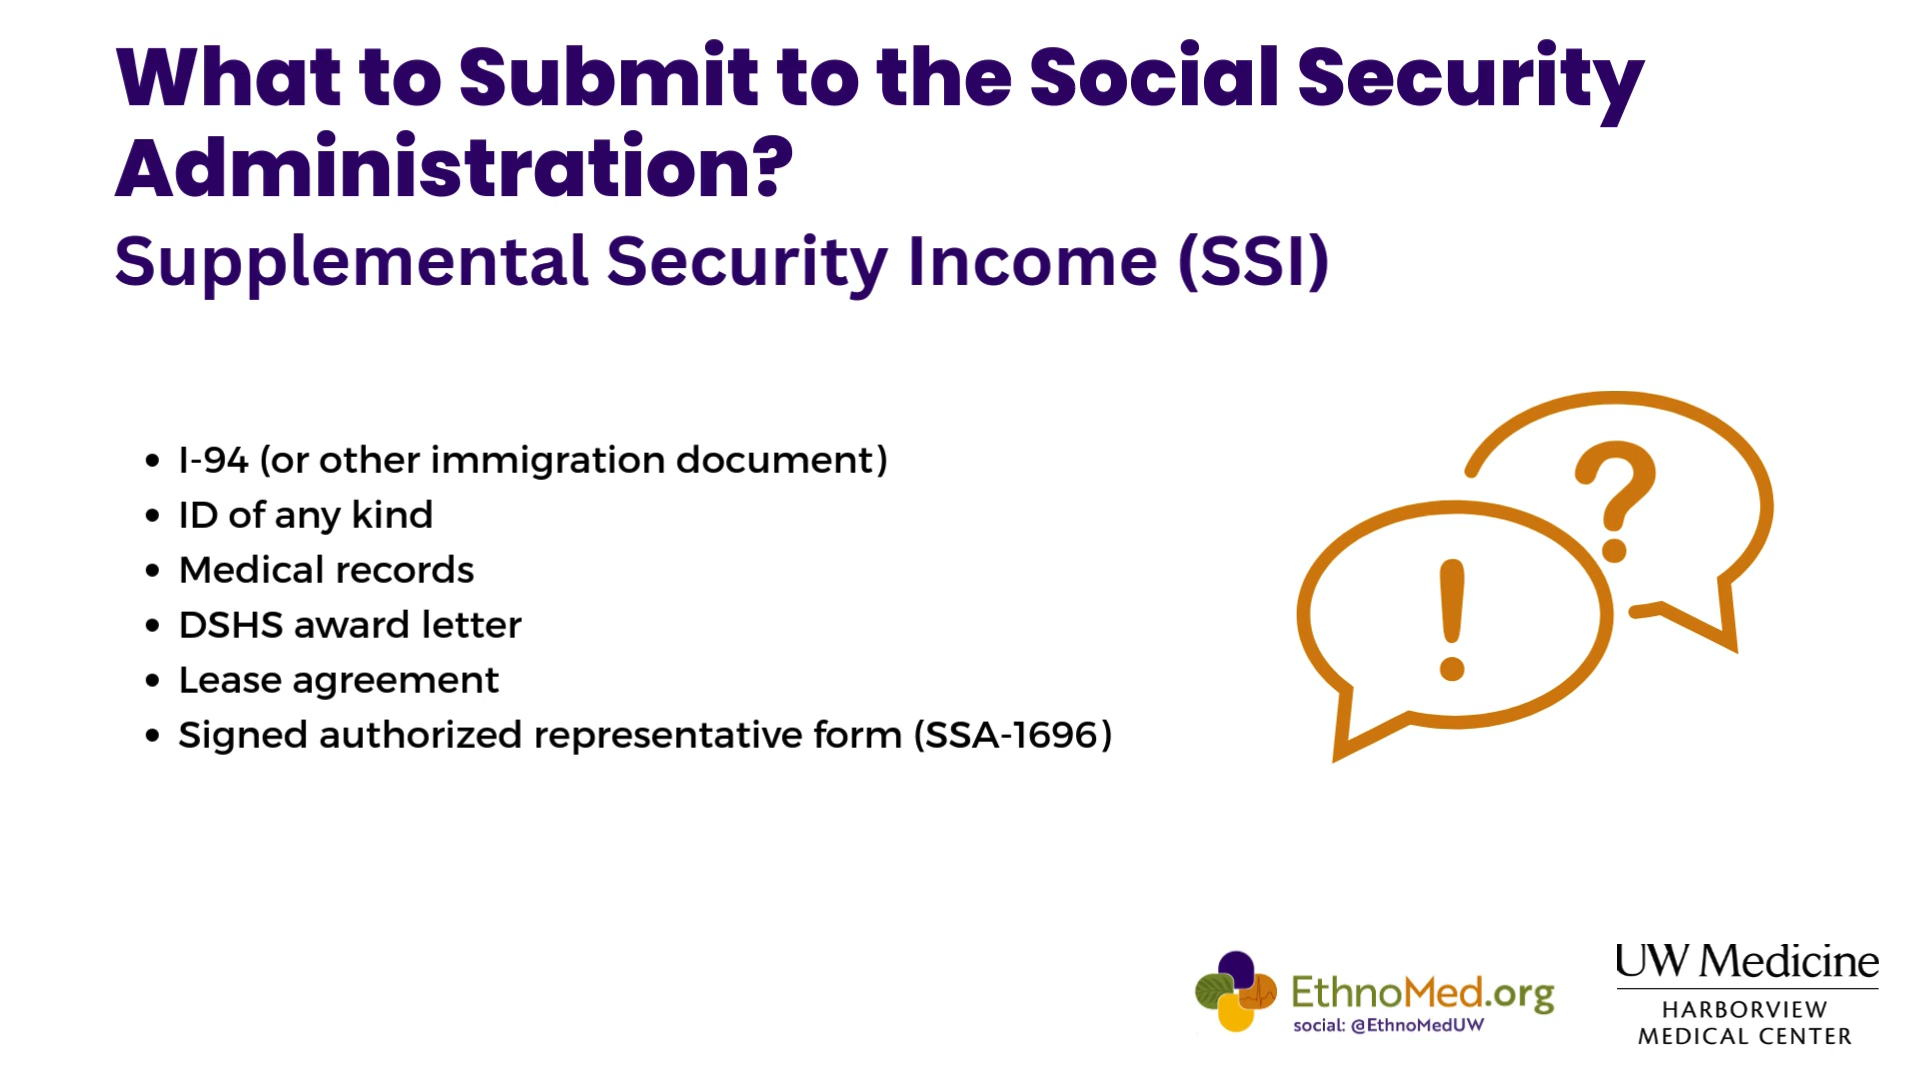 What to Submit to the Social Security
Administration?
Supplemental Security Income (SSI)
• I-94 (or other immigration document)
• ID of any kind
• Medical records
• DSHS award letter
• Lease agreement
• Signed authorized representative form (SSA-1696)
?
!
EthnoMed.org
social: @EthnoMedUW
UW Medicine
HARBORVIEW
MEDICAL CENTER